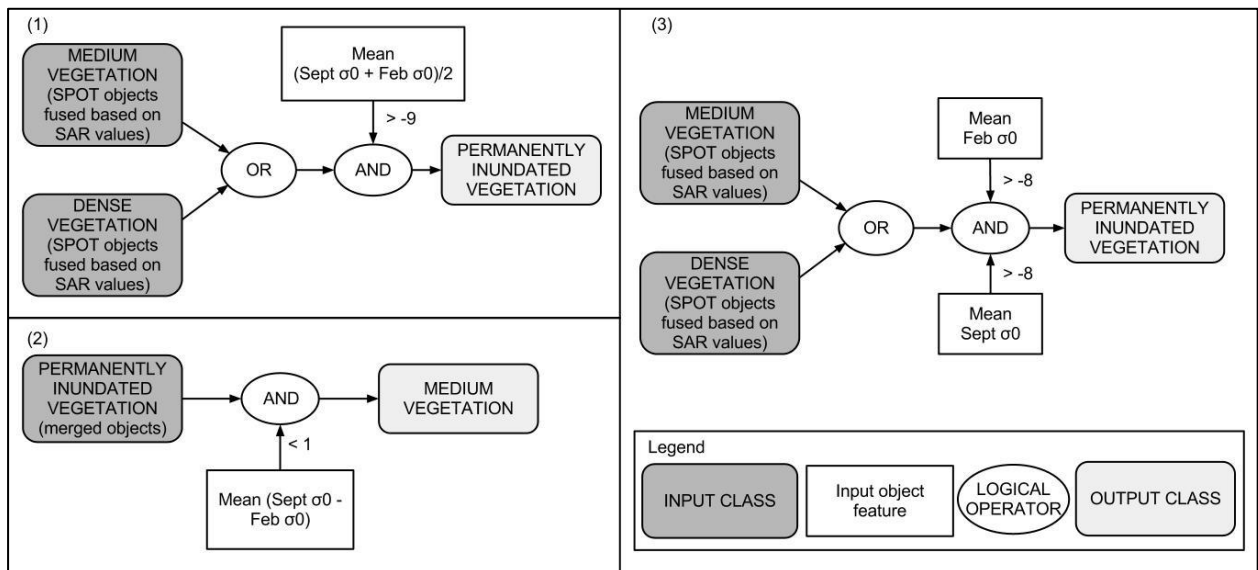 (1)
MEDIUM
VEGETATION
(SPOT objects
fused based on
SAR values)
Mean
(Sept σ0 + Feb σ0)/2
> -9
OR
AND
PERMANENTLY
INUNDATED
VEGETATION
DENSE
VEGETATION
(SPOT objects
fused based on
SAR values)
(2)
PERMANENTLY
INUNDATED
VEGETATION
(merged objects)
AND
MEDIUM
VEGETATION
< 1
Mean (Sept σ0 -
Feb σ0)
(3)
MEDIUM
VEGETATION
(SPOT objects
fused based on
SAR values)
Mean
Feb σ0
> -8
OR
AND
PERMANENTLY
INUNDATED
VEGETATION
DENSE
VEGETATION
(SPOT objects
fused based on
SAR values)
> -8
Mean
Sept σ0
Legend
INPUT CLASS
Input object
feature
LOGICAL
OPERATOR
OUTPUT CLASS